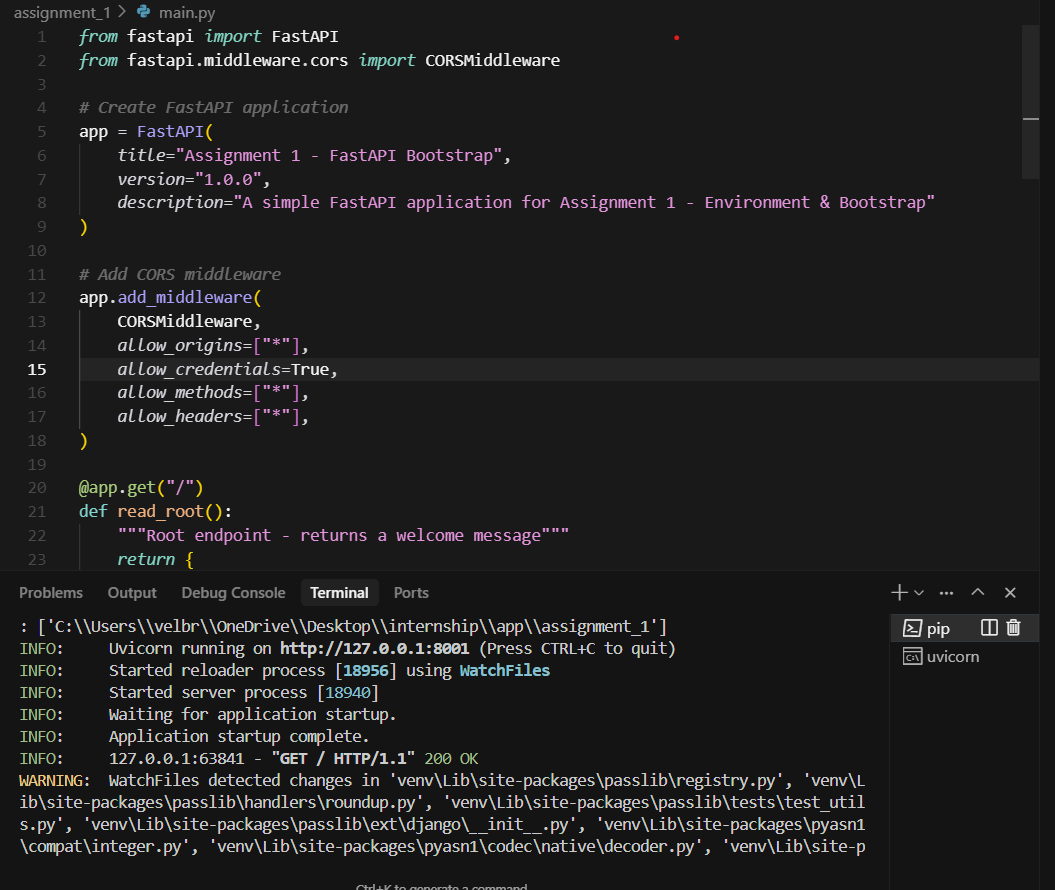 assignment_1 > main.py
1 from fastapi import FastAPI
2 from fastapi.middleware.cors import CORSMiddleware
3
4 # Create FastAPI application
5 app = FastAPI(
6     title="Assignment 1 - FastAPI Bootstrap",
7     version="1.0.0",
8     description="A simple FastAPI application for Assignment 1 - Environment & Bootstrap"
9 )
10
11 # Add CORS middleware
12 app.add_middleware(
13     CORSMiddleware,
14     allow_origins=["*"],
15     allow_credentials=True,
16     allow_methods=["*"],
17     allow_headers=["*"],
18 )
19
20 @app.get("/")
21 def read_root():
22     """Root endpoint - returns a welcome message"""
23     return {
Problems Output Debug Console Terminal Ports
: ['C:\\Users\\velbr\\OneDrive\\Desktop\\internship\\app\\assignment_1']
INFO:     Uvicorn running on http://127.0.0.1:8001 (Press CTRL+C to quit)
INFO:     Started reloader process [18956] using WatchFiles
INFO:     Started server process [18940]
INFO:     Waiting for application startup.
INFO:     Application startup complete.
INFO:     127.0.0.1:63841 - "GET / HTTP/1.1" 200 OK
WARNING:  WatchFiles detected changes in 'venv\Lib\site-packages\passlib\registry.py', 'venv\L
ib\site-packages\passlib\handlers\roundup.py', 'venv\Lib\site-packages\passlib\tests\test_util
s.py', 'venv\Lib\site-packages\passlib\ext\django\__init__.py', 'venv\Lib\site-packages\pyasn1
\compat\integer.py', 'venv\Lib\site-packages\pyasn1\codec\native\decoder.py', 'venv\Lib\site-p
pip
uvicorn
Ctrl+K to generate a command